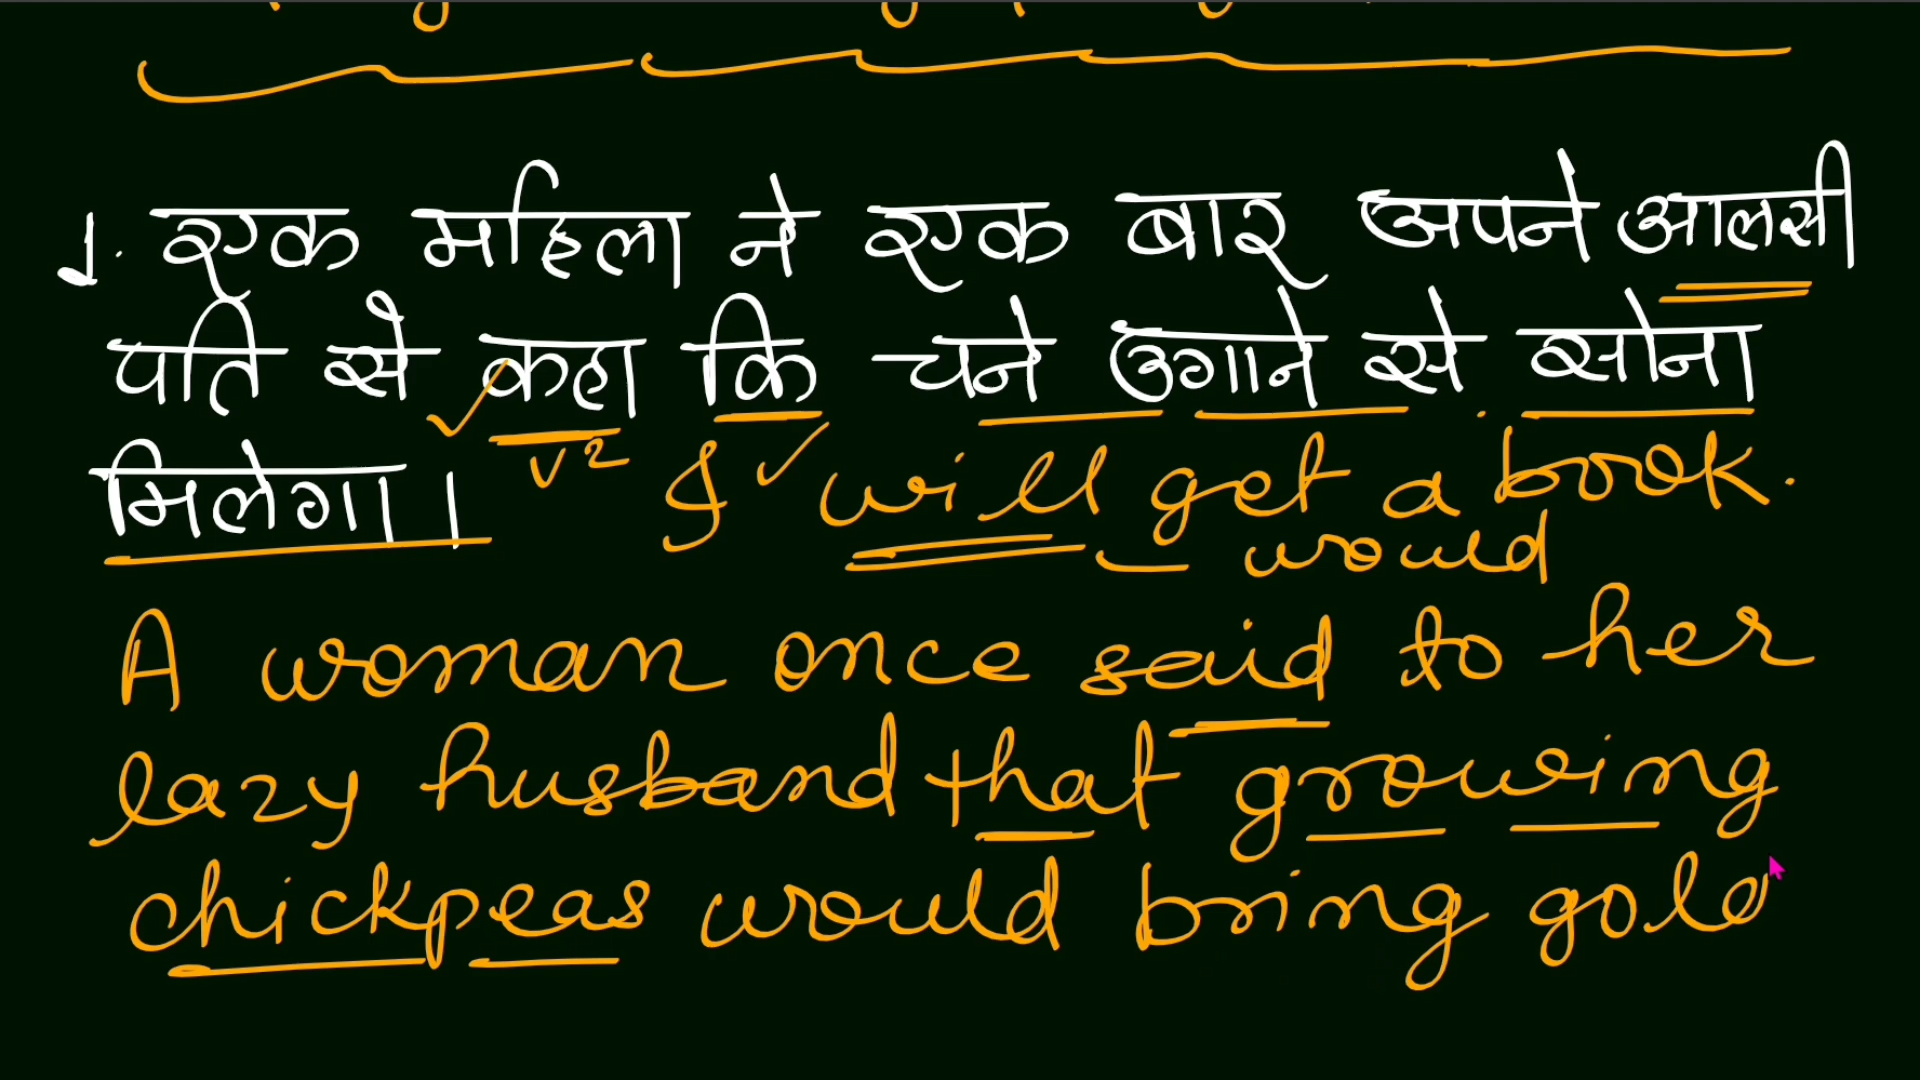 1. एक महिला ने एक बार अपने आलसी
पति से कहा कि चने उगाने से सोना
मिलेगा। v2 I will get a book.
would
A woman once said to her
lazy husband that growing
chickpeas would bring gold